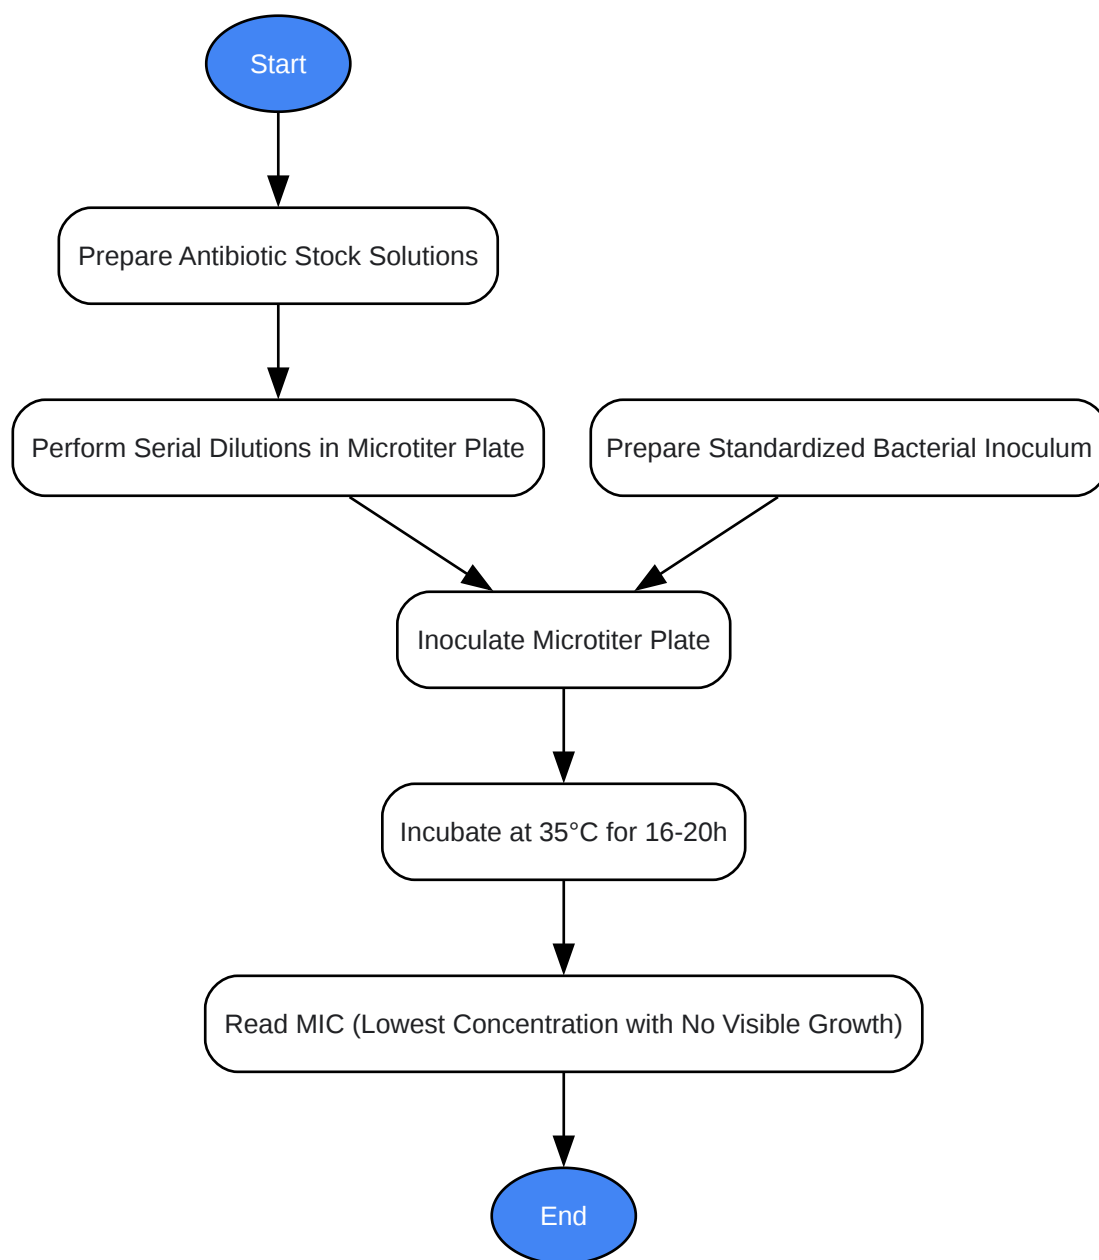 Start
Prepare Antibiotic Stock Solutions
Perform Serial Dilutions in Microtiter Plate
Prepare Standardized Bacterial Inoculum
Inoculate Microtiter Plate
Incubate at 35°C for 16-20h
Read MIC (Lowest Concentration with No Visible Growth)
End